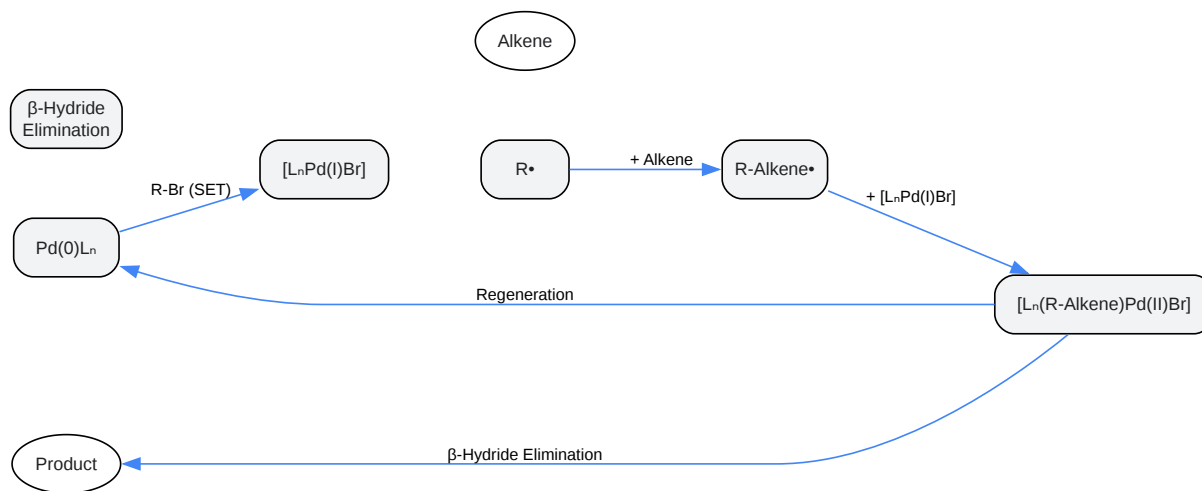 Alkene
β-Hydride
Elimination
[LₙPd(I)Br]
R•
+ Alkene
R-Alkene•
R-Br (SET)
+ [LₙPd(I)Br]
Pd(0)Lₙ
Regeneration
[Lₙ(R-Alkene)Pd(II)Br]
β-Hydride Elimination
Product